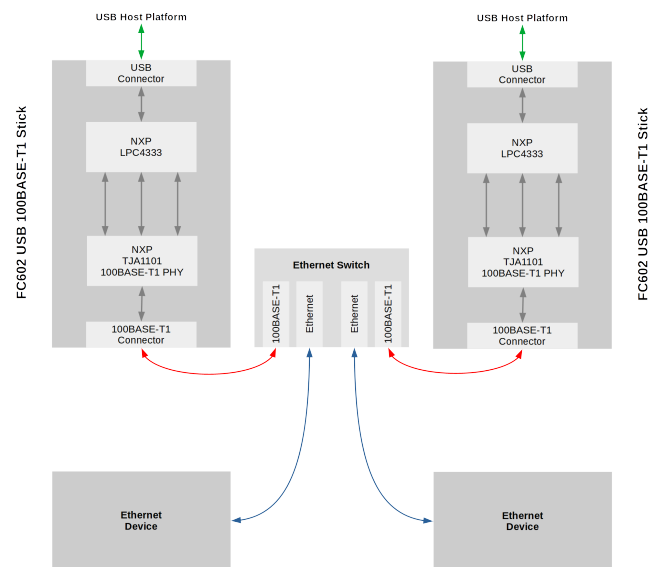 USB Host Platform
USB
Connector
NXP
LPC4333
NXP
TJA1101
100BASE-T1 PHY
100BASE-T1
Connector
FC602 USB 100BASE-T1 Stick
Ethernet Switch
100BASE-T1
Ethernet
Ethernet
100BASE-T1
USB Host Platform
USB
Connector
NXP
LPC4333
NXP
TJA1101
100BASE-T1 PHY
100BASE-T1
Connector
FC602 USB 100BASE-T1 Stick
Ethernet
Device
Ethernet
Device